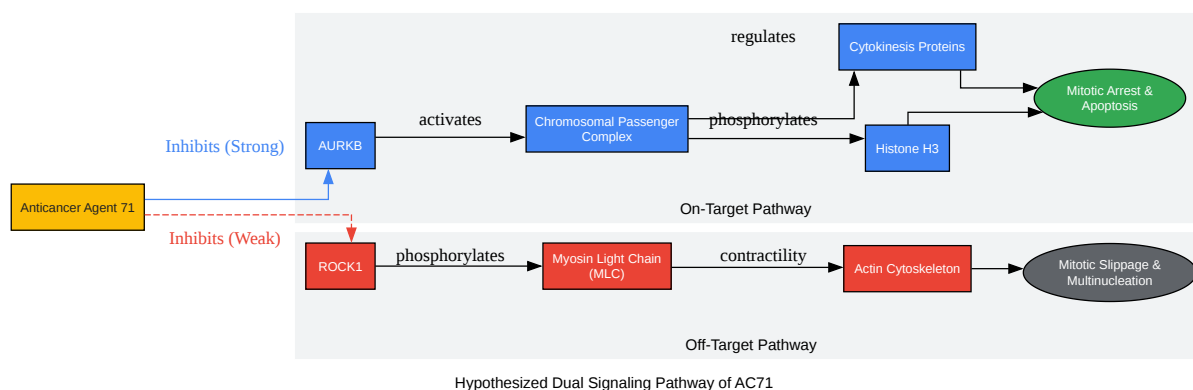 regulates
Cytokinesis Proteins
Mitotic Arrest &
Apoptosis
activates
Chromosomal Passenger
Complex
phosphorylates
Inhibits (Strong)
AURKB
Histone H3
Anticancer Agent 71
On-Target Pathway
Inhibits (Weak)
ROCK1
phosphorylates
Myosin Light Chain
(MLC)
contractility
Actin Cytoskeleton
Mitotic Slippage &
Multinucleation
Off-Target Pathway
Hypothesized Dual Signaling Pathway of AC71